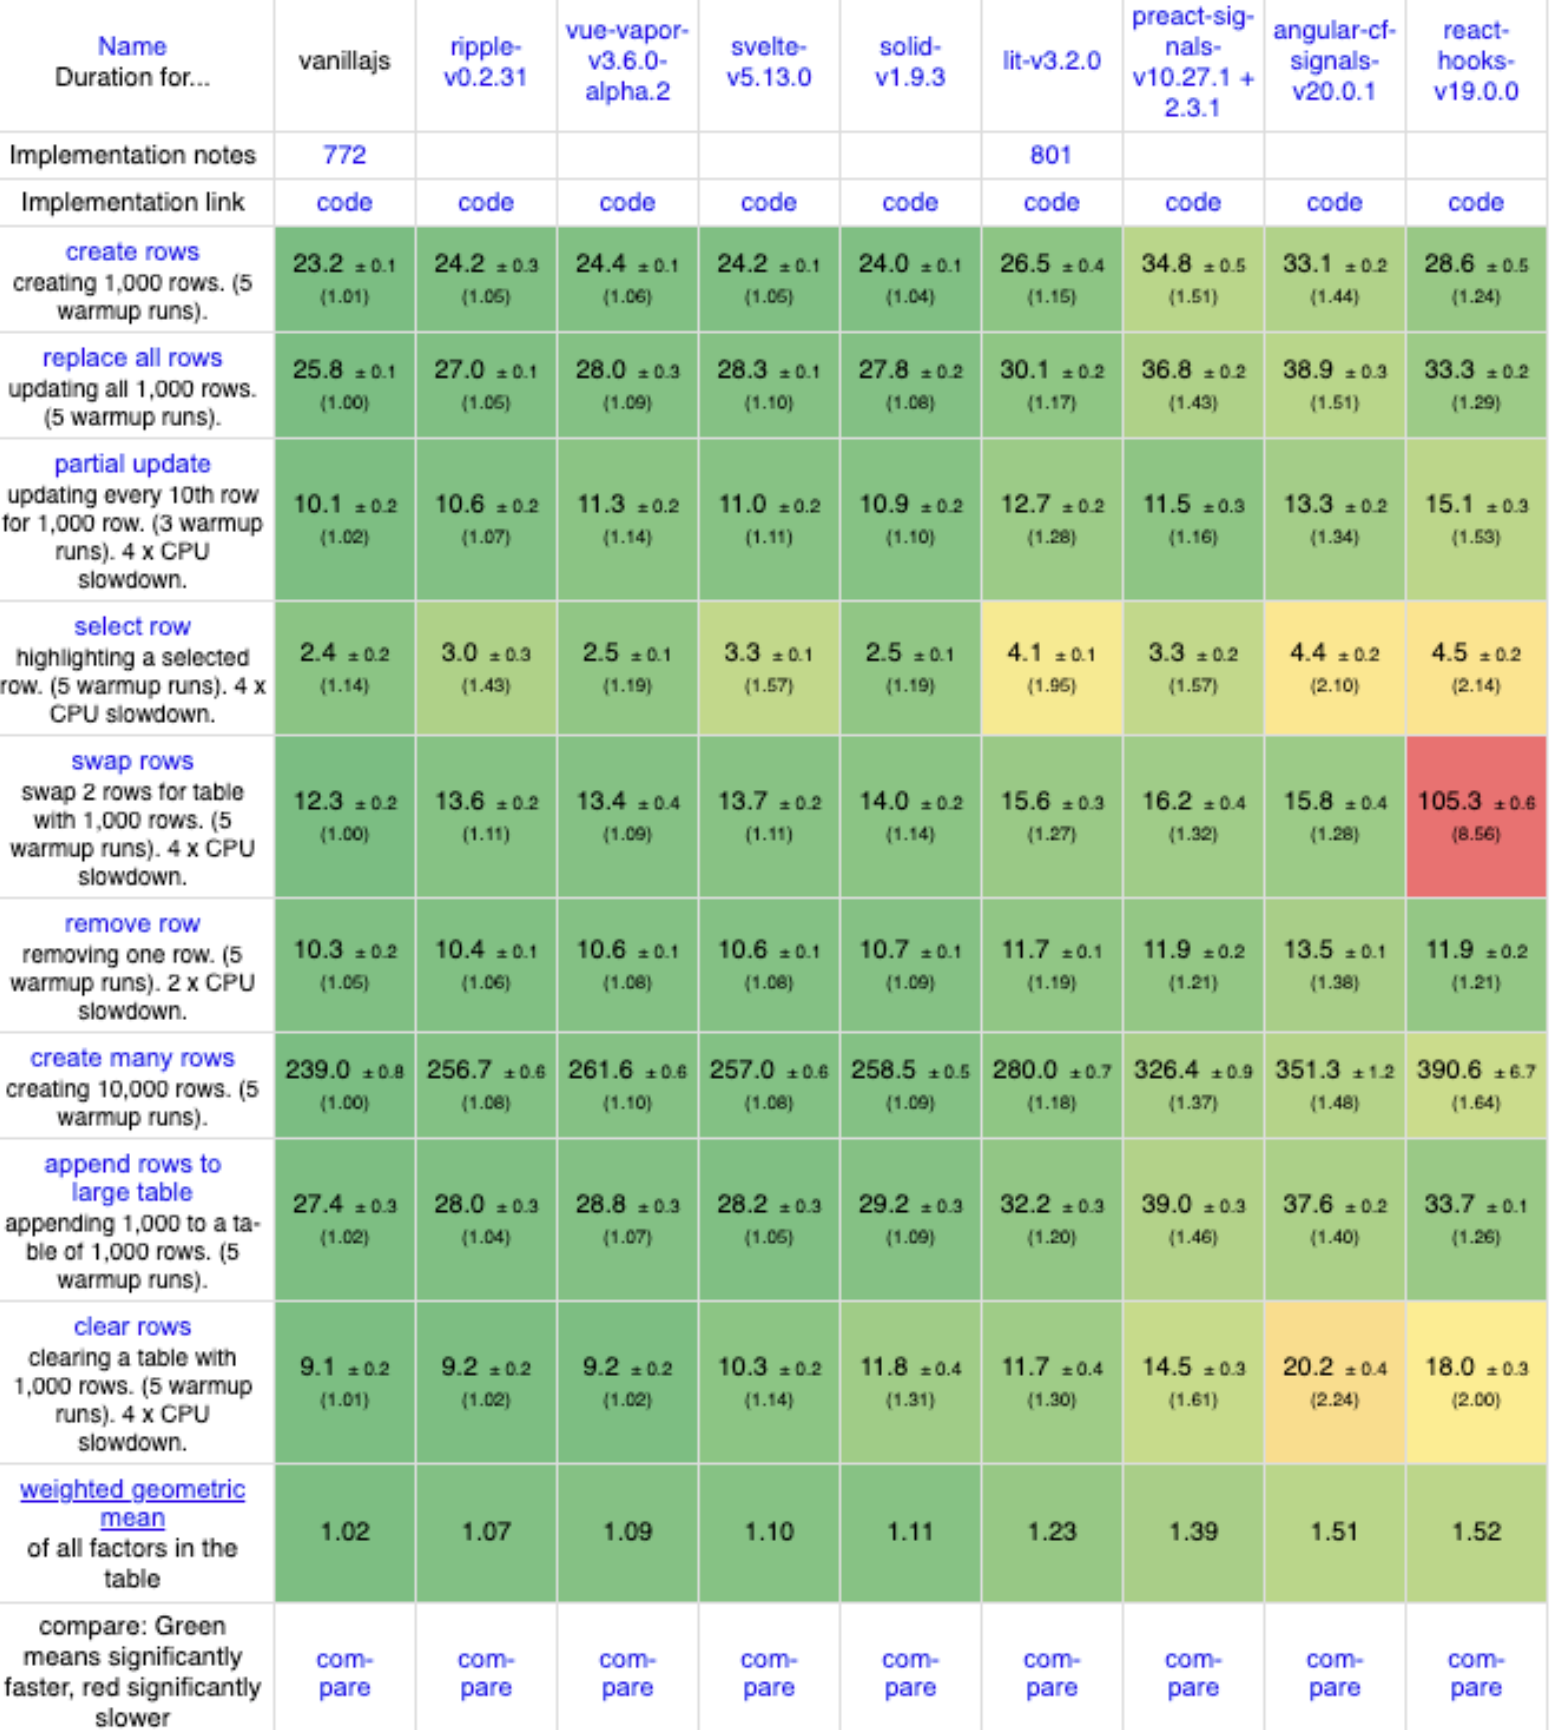 Name
Duration for...
vanillajs
ripple-
v0.2.31
vue-vapor-
v3.6.0-
alpha.2
svelte-
v5.13.0
solid-
v1.9.3
lit-v3.2.0
preact-sig-
nals-
v10.27.1 +
2.3.1
angular-cf-
signals-
v20.0.1
react-
hooks-
v19.0.0
Implementation notes
772
801
Implementation link
code
code
code
code
code
code
code
code
code
create rows
creating 1,000 rows. (5
warmup runs).
23.2 ± 0.1
(1.01)
24.2 ± 0.3
(1.05)
24.4 ± 0.1
(1.06)
24.2 ± 0.1
(1.05)
24.0 ± 0.1
(1.04)
26.5 ± 0.4
(1.15)
34.8 ± 0.5
(1.51)
33.1 ± 0.2
(1.44)
28.6 ± 0.5
(1.24)
replace all rows
updating all 1,000 rows.
(5 warmup runs).
25.8 ± 0.1
(1.00)
27.0 ± 0.1
(1.05)
28.0 ± 0.3
(1.09)
28.3 ± 0.1
(1.10)
27.8 ± 0.2
(1.08)
30.1 ± 0.2
(1.17)
36.8 ± 0.2
(1.43)
38.9 ± 0.3
(1.51)
33.3 ± 0.2
(1.29)
partial update
updating every 10th row
for 1,000 row. (3 warmup
runs). 4 x CPU
slowdown.
10.1 ± 0.2
(1.02)
10.6 ± 0.2
(1.07)
11.3 ± 0.2
(1.14)
11.0 ± 0.2
(1.11)
10.9 ± 0.2
(1.10)
12.7 ± 0.2
(1.28)
11.5 ± 0.3
(1.16)
13.3 ± 0.2
(1.34)
15.1 ± 0.3
(1.53)
select row
highlighting a selected
row. (5 warmup runs). 4 x
CPU slowdown.
2.4 ± 0.2
(1.14)
3.0 ± 0.3
(1.43)
2.5 ± 0.1
(1.19)
3.3 ± 0.1
(1.57)
2.5 ± 0.1
(1.19)
4.1 ± 0.1
(1.95)
3.3 ± 0.2
(1.57)
4.4 ± 0.2
(2.10)
4.5 ± 0.2
(2.14)
swap rows
swap 2 rows for table
with 1,000 rows. (5
warmup runs). 4 x CPU
slowdown.
12.3 ± 0.2
(1.00)
13.6 ± 0.2
(1.11)
13.4 ± 0.4
(1.09)
13.7 ± 0.2
(1.11)
14.0 ± 0.2
(1.14)
15.6 ± 0.3
(1.27)
16.2 ± 0.4
(1.32)
15.8 ± 0.4
(1.28)
105.3 ± 0.6
(8.56)
remove row
removing one row. (5
warmup runs). 2 x CPU
slowdown.
10.3 ± 0.2
(1.05)
10.4 ± 0.1
(1.06)
10.6 ± 0.1
(1.08)
10.6 ± 0.1
(1.08)
10.7 ± 0.1
(1.09)
11.7 ± 0.1
(1.19)
11.9 ± 0.2
(1.21)
13.5 ± 0.1
(1.38)
11.9 ± 0.2
(1.21)
create many rows
creating 10,000 rows. (5
warmup runs).
239.0 ± 0.8
(1.00)
256.7 ± 0.6
(1.08)
261.6 ± 0.6
(1.10)
257.0 ± 0.6
(1.08)
258.5 ± 0.5
(1.09)
280.0 ± 0.7
(1.18)
326.4 ± 0.9
(1.37)
351.3 ± 1.2
(1.48)
390.6 ± 6.7
(1.64)
append rows to
large table
appending 1,000 to a ta-
ble of 1,000 rows. (5
warmup runs).
27.4 ± 0.3
(1.02)
28.0 ± 0.3
(1.04)
28.8 ± 0.3
(1.07)
28.2 ± 0.3
(1.05)
29.2 ± 0.3
(1.09)
32.2 ± 0.3
(1.20)
39.0 ± 0.3
(1.46)
37.6 ± 0.2
(1.40)
33.7 ± 0.1
(1.26)
clear rows
clearing a table with
1,000 rows. (5 warmup
runs). 4 x CPU
slowdown.
9.1 ± 0.2
(1.01)
9.2 ± 0.2
(1.02)
9.2 ± 0.2
(1.02)
10.3 ± 0.2
(1.14)
11.8 ± 0.4
(1.31)
11.7 ± 0.4
(1.30)
14.5 ± 0.3
(1.61)
20.2 ± 0.4
(2.24)
18.0 ± 0.3
(2.00)
weighted geometric
mean
of all factors in the
table
1.02
1.07
1.09
1.10
1.11
1.23
1.39
1.51
1.52
compare: Green
means significantly
faster, red significantly
slower
com-
pare
com-
pare
com-
pare
com-
pare
com-
pare
com-
pare
com-
pare
com-
pare
com-
pare